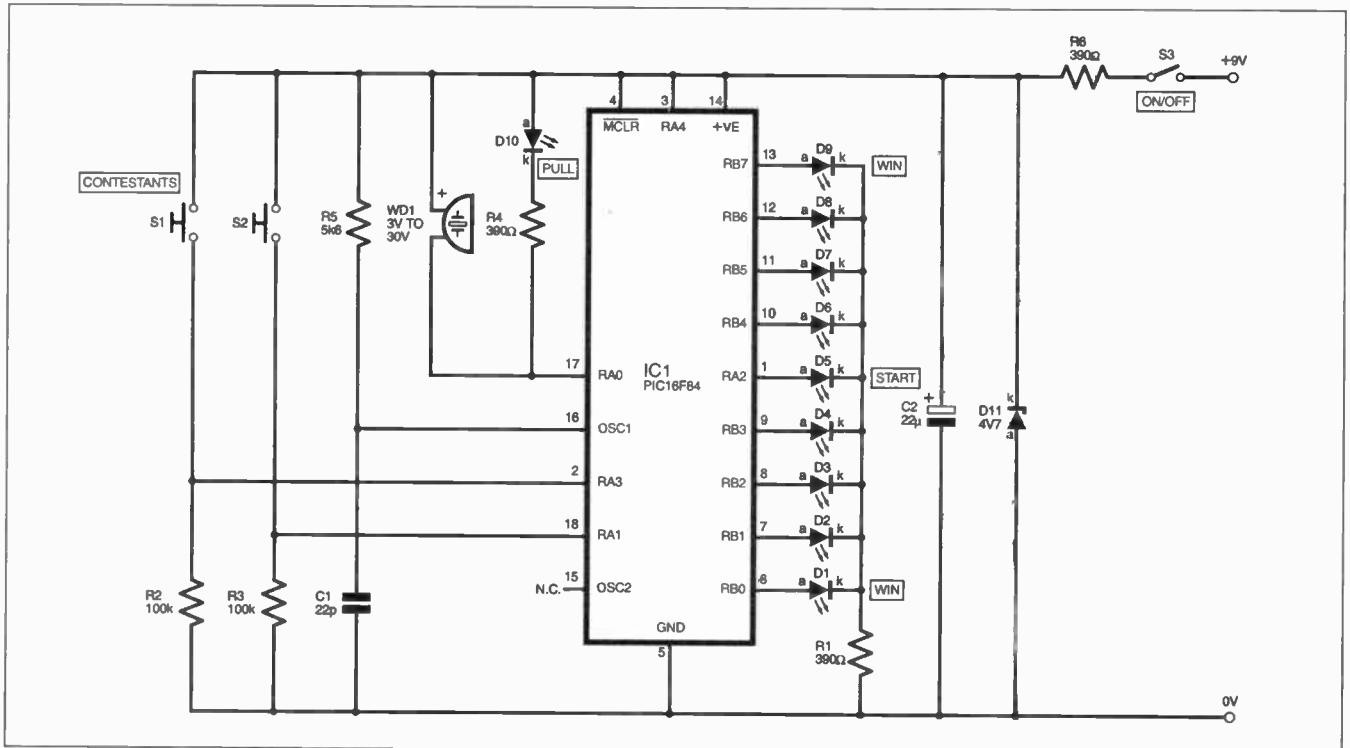 R6
390Ω
S3
+9V
ON/OFF
4
3
14
MCLR
RA4
+VE
a
D10
k
PULL
CONTESTANTS
S1
S2
R5
5k6
WD1
3V TO
30V
+
R4
390Ω
RB7
13
a
D9
k
WIN
RB6
12
a
D8
k
RB5
11
a
D7
k
RB4
10
a
D6
k
IC1
PIC16F84
17
RA0
RA2
1
a
D5
k
START
16
OSC1
RB3
9
a
D4
k
+
C2
22µ
k
D11
4V7
a
2
RA3
RB2
8
a
D3
k
18
RA1
RB1
7
a
D2
k
N.C.
15
OSC2
RB0
6
a
D1
k
WIN
R2
100k
R3
100k
C1
22p
GND
5
R1
390Ω
0V